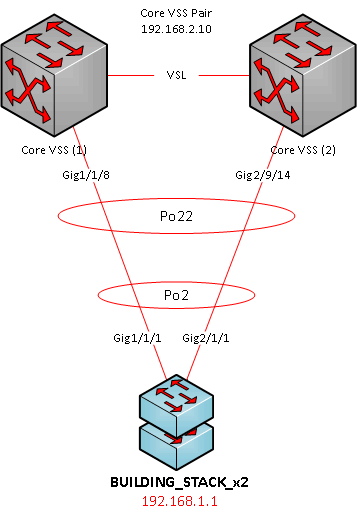 Core VSS Pair
192.168.2.10
VSL
Core VSS (1)
Core VSS (2)
Gig1/1/8
Gig2/9/14
Po22
Po2
Gig1/1/1
Gig2/1/1
BUILDING_STACK_x2
192.168.1.1